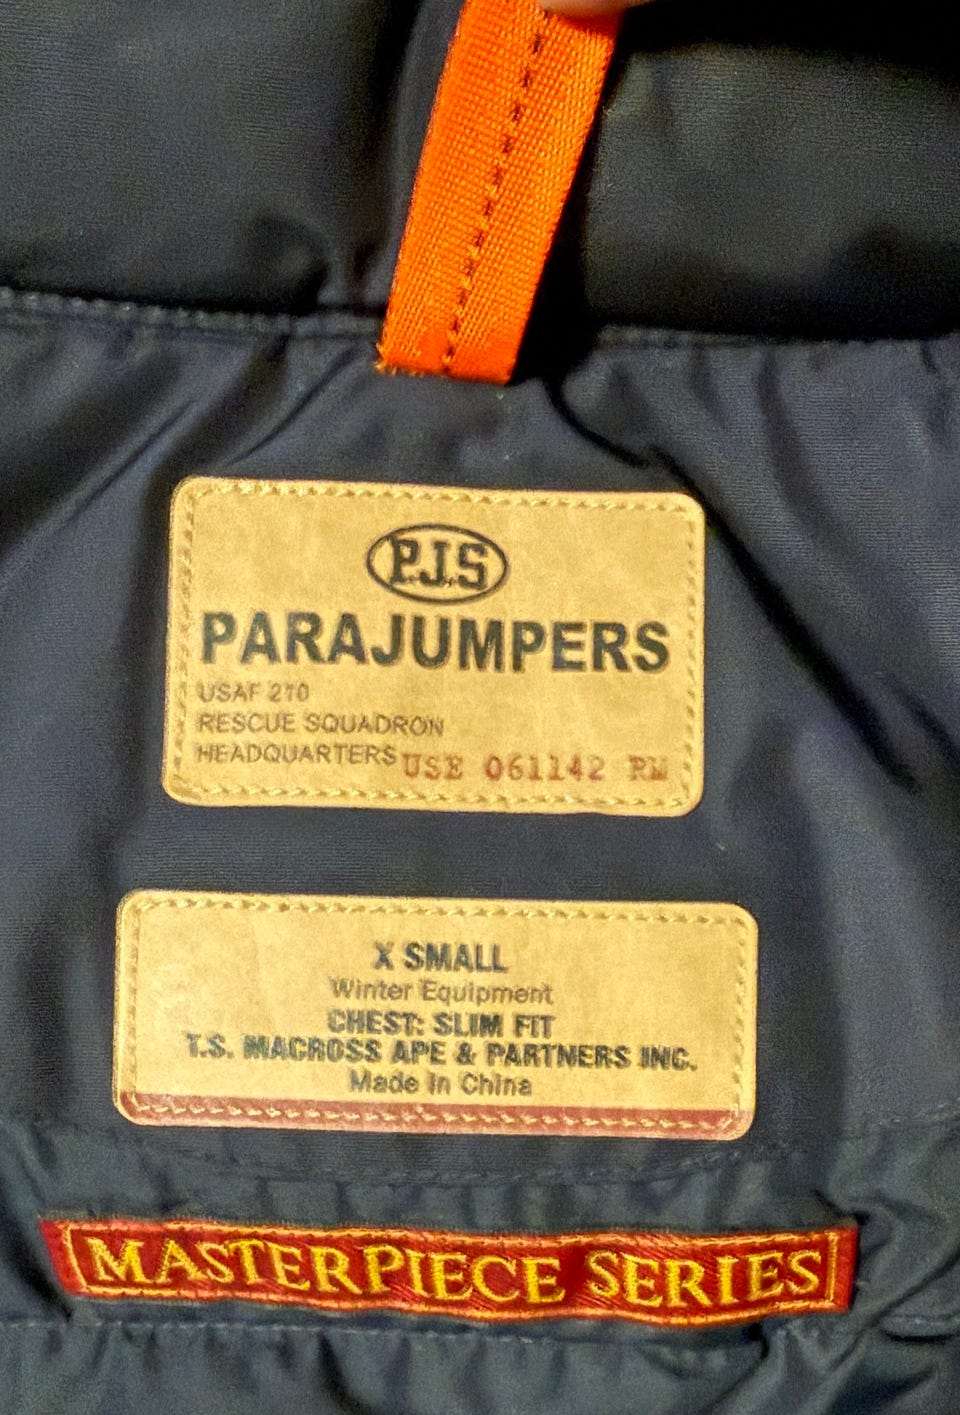 P.J.S
PARAJUMPERS
USAF 210
RESCUE SQUADRON
HEADQUARTERS USE 061142 RM
X SMALL
Winter Equipment
CHEST: SLIM FIT
T.S. MACROSS APE & PARTNERS INC.
Made in China
MASTERPIECE SERIES